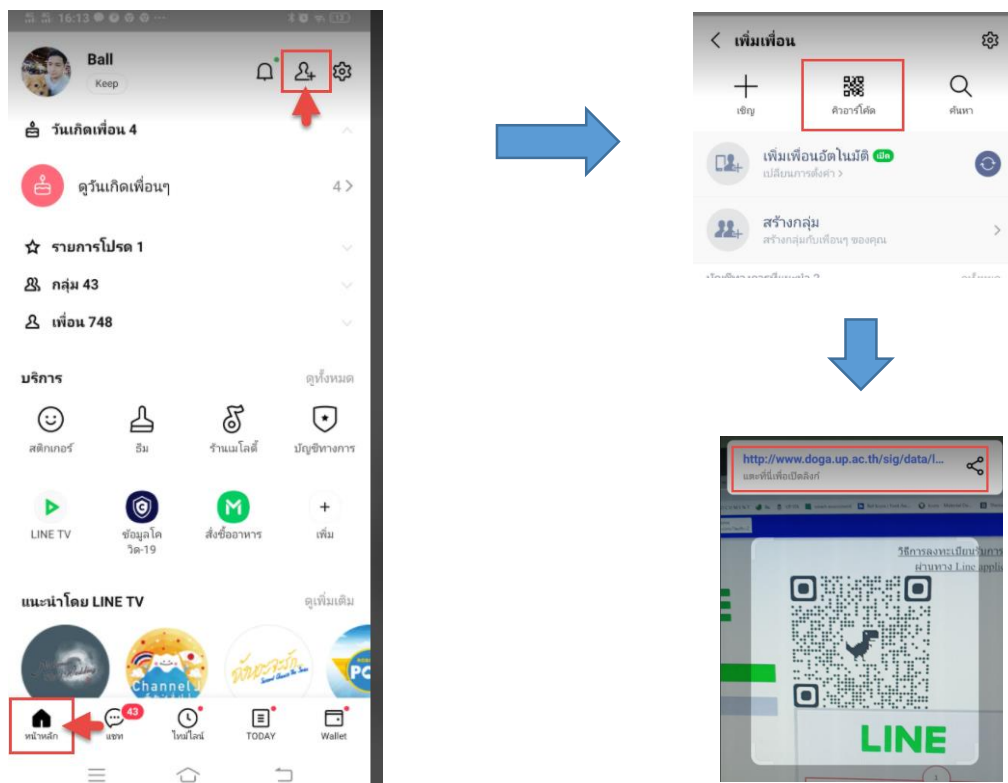 16:13
Ball
Keep
วันเกิดเพื่อน 4
ดูวันเกิดเพื่อนๆ
4 >
รายการโปรด 1
กลุ่ม 43
เพื่อน 748
บริการ
ดูทั้งหมด
สติกเกอร์
ธีม
ร้านเมโลดี้
บัญชีทางการ
LINE TV
ข้อมูลโค
วิด-19
สั่งซื้ออาหาร
เพิ่ม
แนะนำโดย LINE TV
ดูเพิ่มเติม
Channel
PO
หน้าหลัก
43
แชท
ไทม์ไลน์
TODAY
Wallet
เพิ่มเพื่อน
เชิญ
คิวอาร์โค้ด
ค้นหา
เพิ่มเพื่อนอัตโนมัติ เปิด
เปลี่ยนการตั้งค่า >
สร้างกลุ่ม
สร้างกลุ่มกับเพื่อนๆ ของคุณ
http://www.doga.up.ac.th/sig/data/l...
แตะที่นี่เพื่อเปิดลิงก์
วิธีการลงทะเบียนรับการ
ผ่านทาง Line applic
LINE